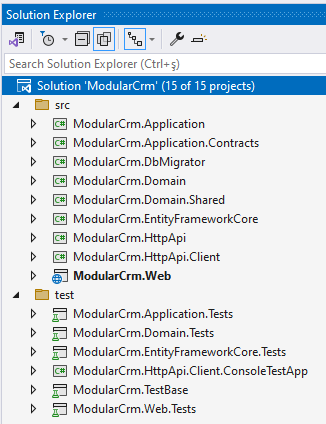 Solution Explorer
Search Solution Explorer (Ctrl+ş)
Solution 'ModularCrm' (15 of 15 projects)
src
ModularCrm.Application
ModularCrm.Application.Contracts
ModularCrm.DbMigrator
ModularCrm.Domain
ModularCrm.Domain.Shared
ModularCrm.EntityFrameworkCore
ModularCrm.HttpApi
ModularCrm.HttpApi.Client
ModularCrm.Web
test
ModularCrm.Application.Tests
ModularCrm.Domain.Tests
ModularCrm.EntityFrameworkCore.Tests
ModularCrm.HttpApi.Client.ConsoleTestApp
ModularCrm.TestBase
ModularCrm.Web.Tests